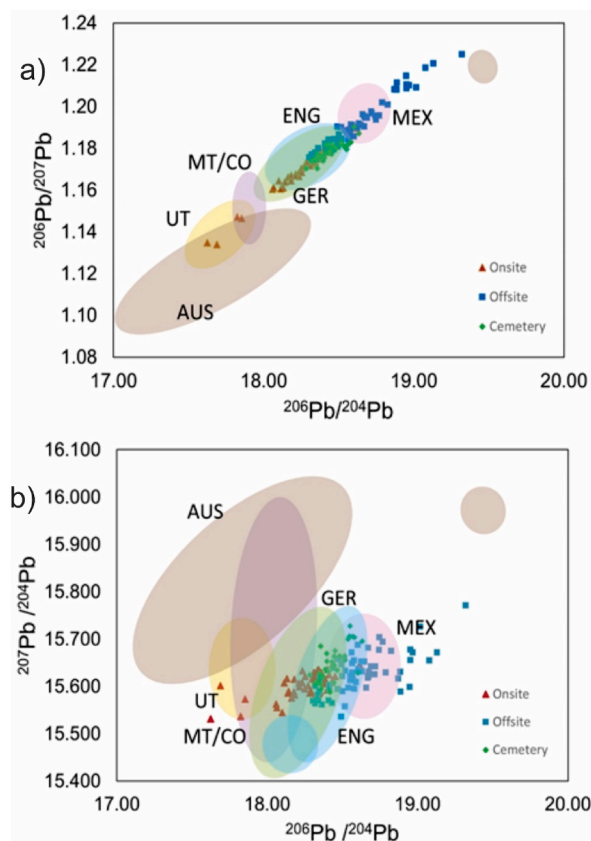 a)
1.24
1.22
1.20
1.18
1.16
1.14
1.12
1.10
1.08
²⁰⁶Pb/²⁰⁷Pb
ENG
MEX
MT/CO
GER
UT
AUS
Onsite
Offsite
Cemetery
17.00 18.00 19.00 20.00
²⁰⁶Pb/²⁰⁴Pb
b)
16.100
16.000
15.900
15.800
15.700
15.600
15.500
15.400
²⁰⁷Pb /²⁰⁴Pb
AUS
GER
MEX
UT
MT/CO
ENG
Onsite
Offsite
Cemetery
17.00 18.00 19.00 20.00
²⁰⁶Pb /²⁰⁴Pb